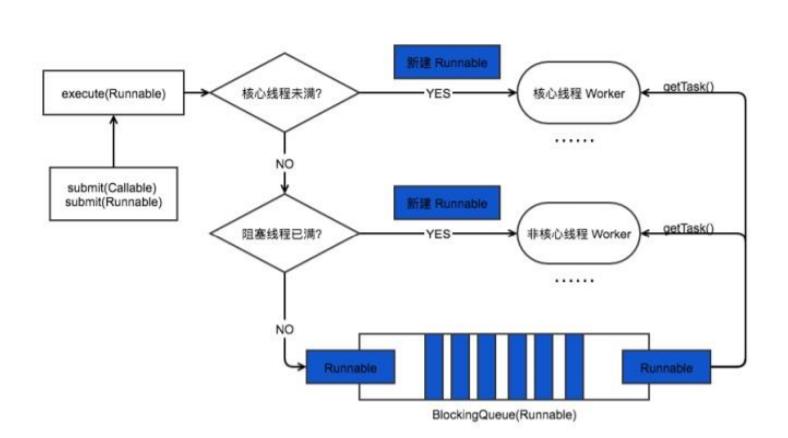 新建 Runnable
execute(Runnable)
核心线程未满?
YES
核心线程 Worker
getTask()
......
NO
submit(Callable)
submit(Runnable)
新建 Runnable
阻塞线程已满?
YES
非核心线程 Worker
getTask()
......
NO
Runnable
Runnable
BlockingQueue(Runnable)